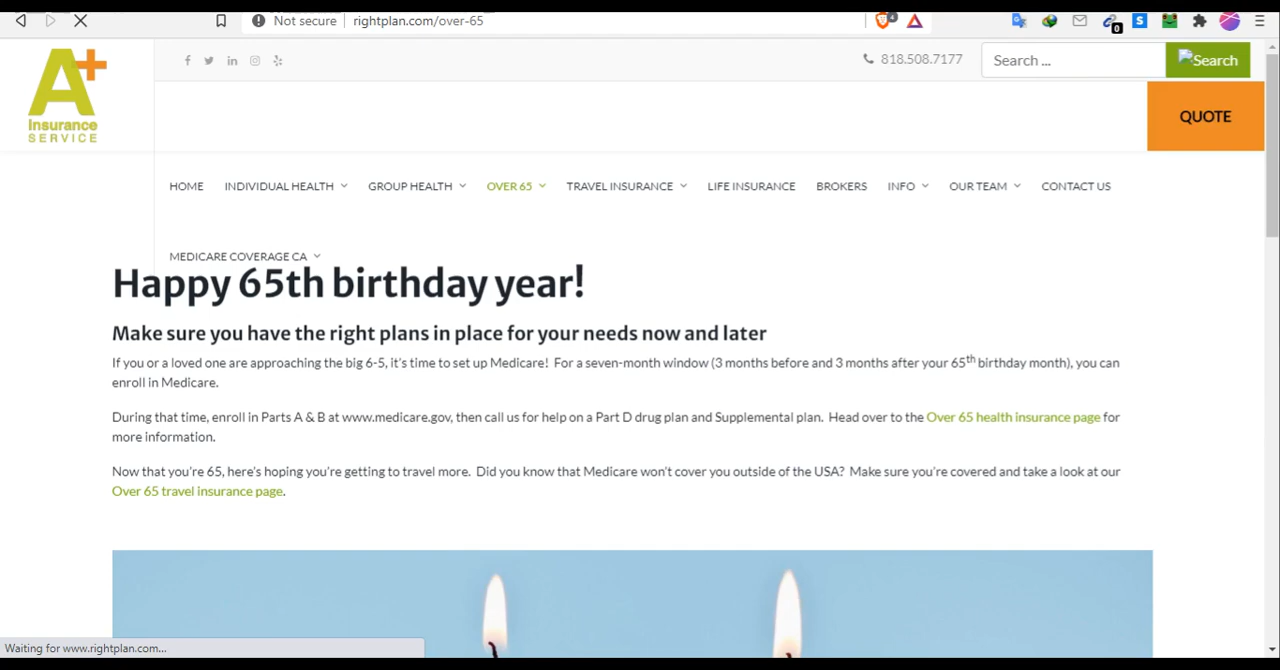 Not secure rightplan.com/over-65
4
0
S
A+
Insurance
SERVICE
818.508.7177
Search ...
Search
QUOTE
HOME INDIVIDUAL HEALTH GROUP HEALTH OVER 65 TRAVEL INSURANCE LIFE INSURANCE BROKERS INFO OUR TEAM CONTACT US
MEDICARE COVERAGE CA
Happy 65th birthday year!
Make sure you have the right plans in place for your needs now and later
If you or a loved one are approaching the big 6-5, it's time to set up Medicare! For a seven-month window (3 months before and 3 months after your 65th birthday month), you can
enroll in Medicare.
During that time, enroll in Parts A & B at www.medicare.gov, then call us for help on a Part D drug plan and Supplemental plan. Head over to the Over 65 health insurance page for
more information.
Now that you're 65, here's hoping you're getting to travel more. Did you know that Medicare won't cover you outside of the USA? Make sure you're covered and take a look at our
Over 65 travel insurance page.
Waiting for www.rightplan.com...